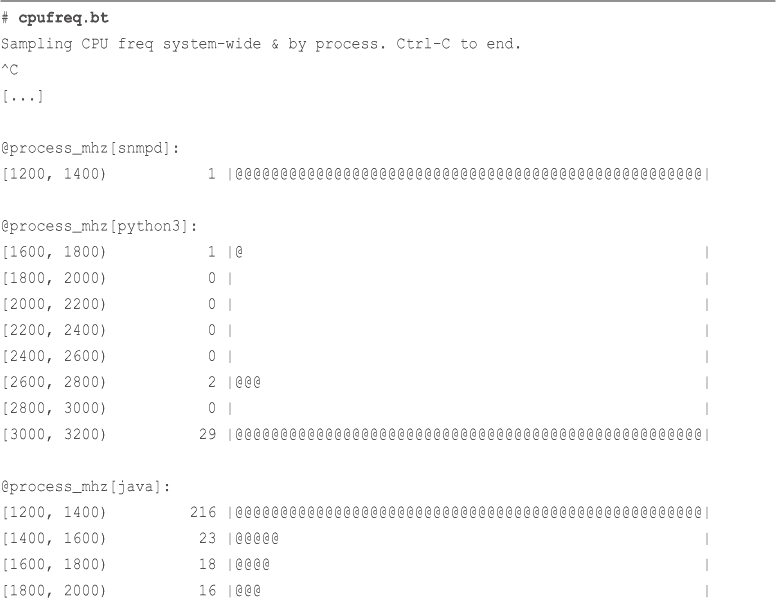 # cpufreq.bt
Sampling CPU freq system-wide & by process. Ctrl-C to end.
^C
[...]

@process_mhz[snmpd]:
[1200, 1400)           1 |@@@@@@@@@@@@@@@@@@@@@@@@@@@@@@@@@@@@@@@@@@@@@@@@@@@@|

@process_mhz[python3]:
[1600, 1800)           1 |@                                                   |
[1800, 2000)           0 |                                                    |
[2000, 2200)           0 |                                                    |
[2200, 2400)           0 |                                                    |
[2400, 2600)           0 |                                                    |
[2600, 2800)           2 |@@@                                                 |
[2800, 3000)           0 |                                                    |
[3000, 3200)          29 |@@@@@@@@@@@@@@@@@@@@@@@@@@@@@@@@@@@@@@@@@@@@@@@@@@@@|

@process_mhz[java]:
[1200, 1400)         216 |@@@@@@@@@@@@@@@@@@@@@@@@@@@@@@@@@@@@@@@@@@@@@@@@@@@@|
[1400, 1600)          23 |@@@@@                                               |
[1600, 1800)          18 |@@@@                                                |
[1800, 2000)          16 |@@@                                                 |